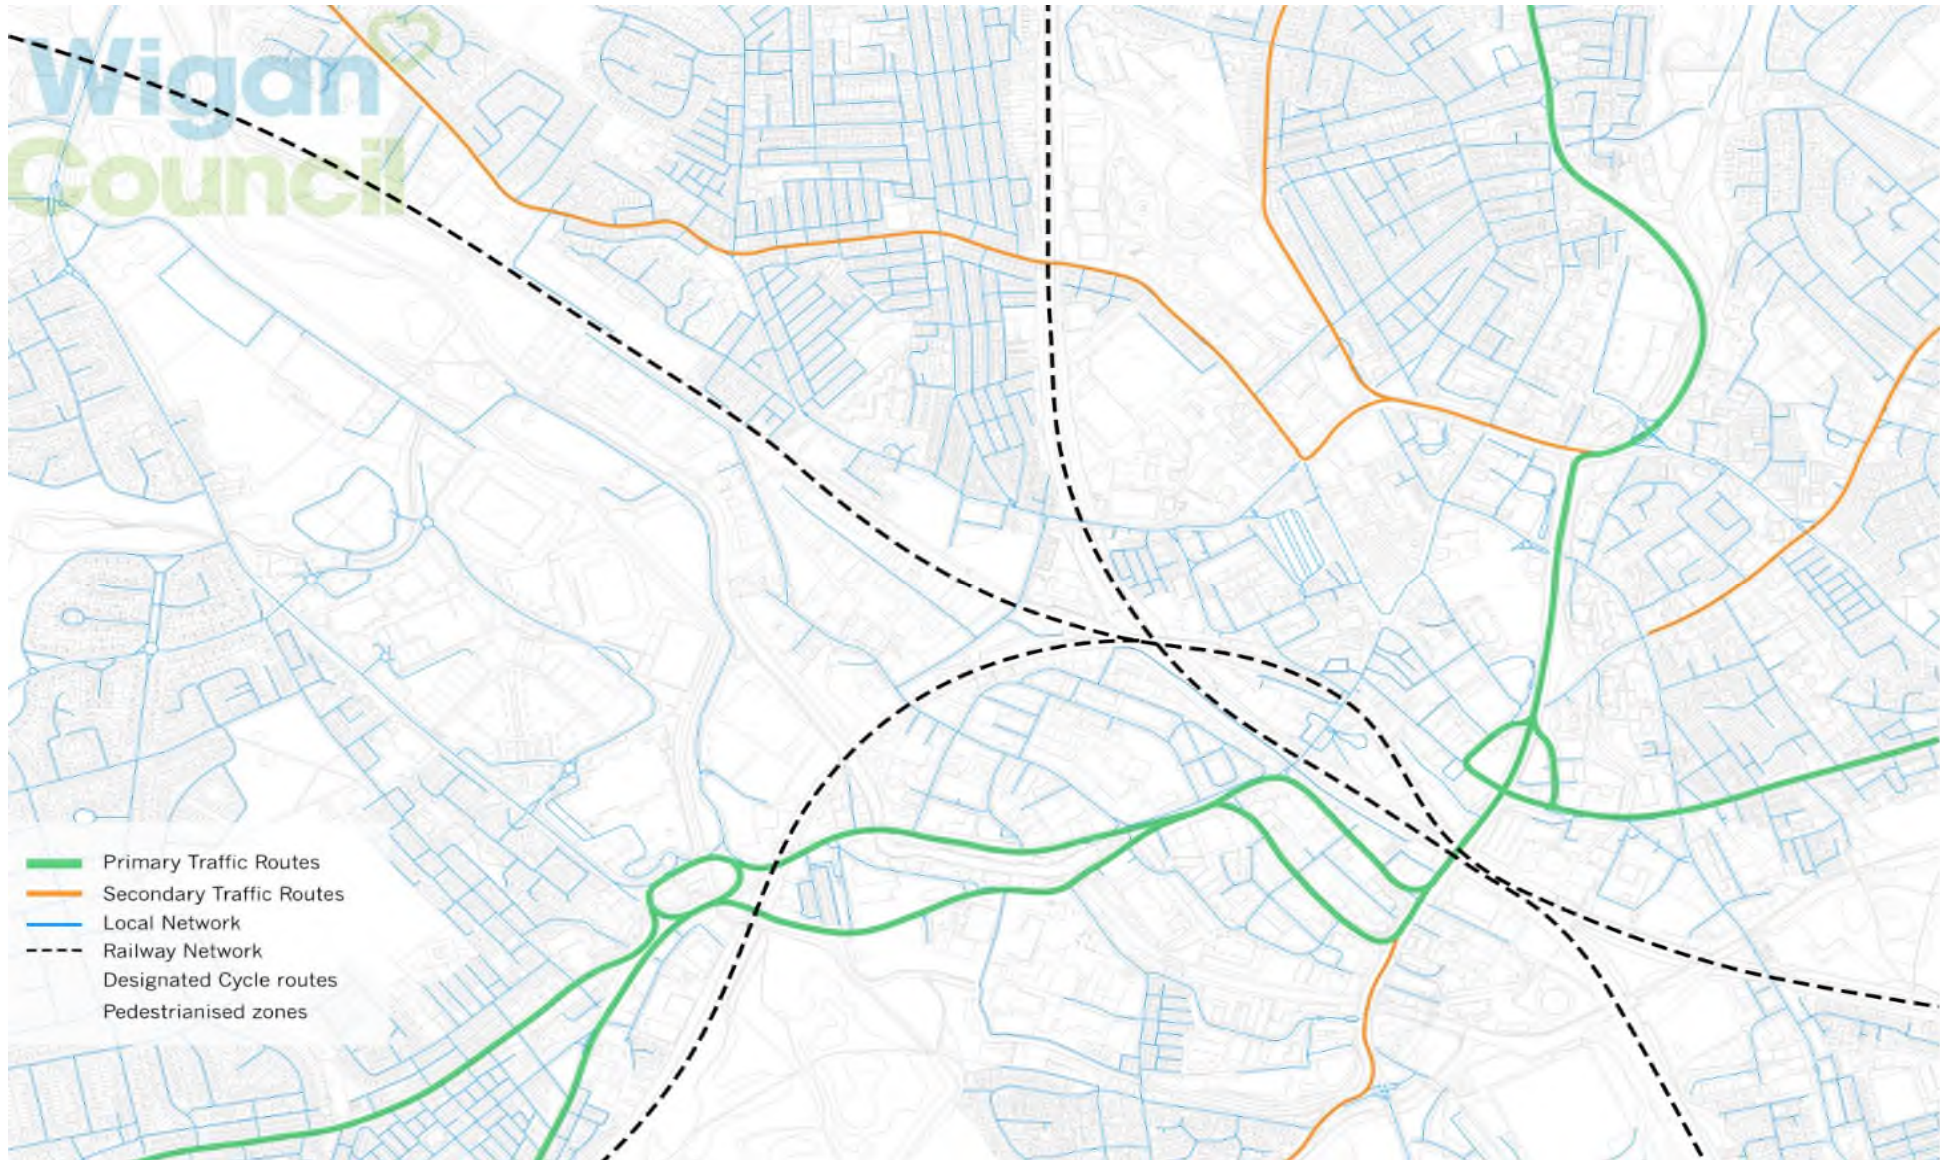 Wigan
Council
Primary Traffic Routes
Secondary Traffic Routes
Local Network
Railway Network
Designated Cycle routes
Pedestrianised zones